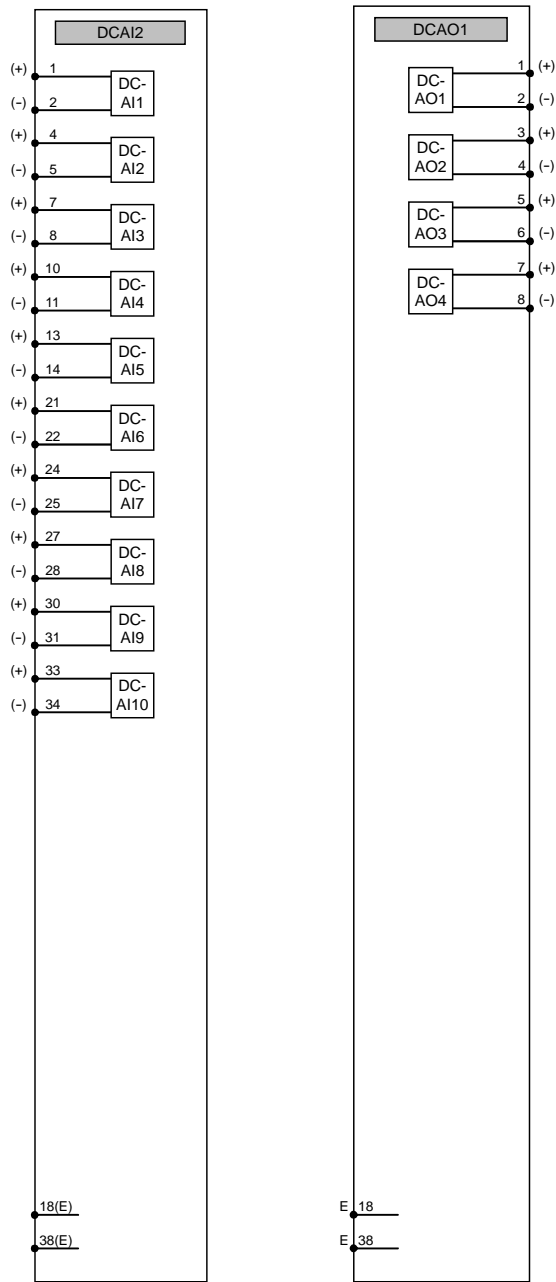 DCAI2
(+) 1
DC-
AI1
(-) 2
(+) 4
DC-
AI2
(-) 5
(+) 7
DC-
AI3
(-) 8
(+) 10
DC-
AI4
(-) 11
(+) 13
DC-
AI5
(-) 14
(+) 21
DC-
AI6
(-) 22
(+) 24
DC-
AI7
(-) 25
(+) 27
DC-
AI8
(-) 28
(+) 30
DC-
AI9
(-) 31
(+) 33
DC-
AI10
(-) 34
18(E)
38(E)
DCAO1
DC-
AO1
1 (+)
2 (-)
DC-
AO2
3 (+)
4 (-)
DC-
AO3
5 (+)
6 (-)
DC-
AO4
7 (+)
8 (-)
E 18
E 38